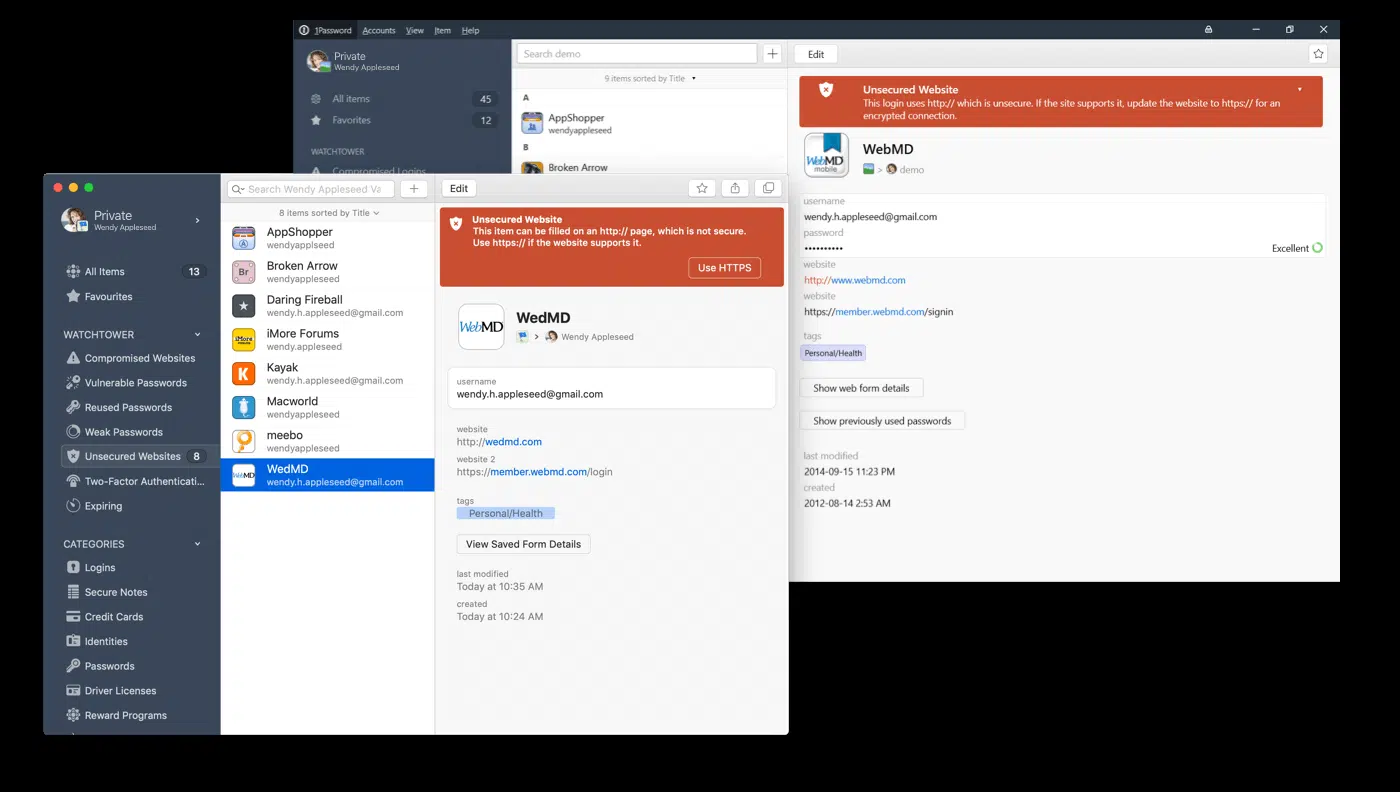 1Password Accounts View Item Help
Private
Wendy Appleseed
All items 45
Favorites 12
WATCHTOWER
Compromised Logins
Search demo
9 items sorted by Title
A
AppShopper
wendyappleseed
B
Broken Arrow
Edit
Unsecured Website
This login uses http:// which is unsecure. If the site supports it, update the website to https:// for an
encrypted connection.
WebMD
mobile
WebMD
> demo
username
wendy.h.appleseed@gmail.com
password
••••••••••
Excellent
website
http://www.webmd.com
website
https://member.webmd.com/signin
tags
Personal/Health
Show web form details
Show previously used passwords
last modified
2014-09-15 11:23 PM
created
2012-08-14 2:53 AM
Private
Wendy Appleseed
All Items 13
Favourites
WATCHTOWER
Compromised Websites
Vulnerable Passwords
Reused Passwords
Weak Passwords
Unsecured Websites 8
Two-Factor Authenticati...
Expiring
CATEGORIES
Logins
Secure Notes
Credit Cards
Identities
Passwords
Driver Licenses
Reward Programs
Search Wendy Appleseed Va
8 items sorted by Title
AppShopper
wendyapplseed
Br
Broken Arrow
wendyappleseed
Daring Fireball
wendy.h.appleseed@gmail.com
iMore
iMore Forums
wendy.appleseed
K
Kayak
wendy.h.appleseed@gmail.com
Macworld
wendyappleseed
meebo
wendyappleseed
WebMD
WedMD
wendy.h.appleseed@gmail.com
Edit
Unsecured Website
This item can be filled on an http:// page, which is not secure.
Use https:// if the website supports it.
Use HTTPS
WebMD
WedMD
> Wendy Appleseed
username
wendy.h.appleseed@gmail.com
website
http://wedmd.com
website 2
https://member.webmd.com/login
tags
Personal/Health
View Saved Form Details
last modified
Today at 10:35 AM
created
Today at 10:24 AM